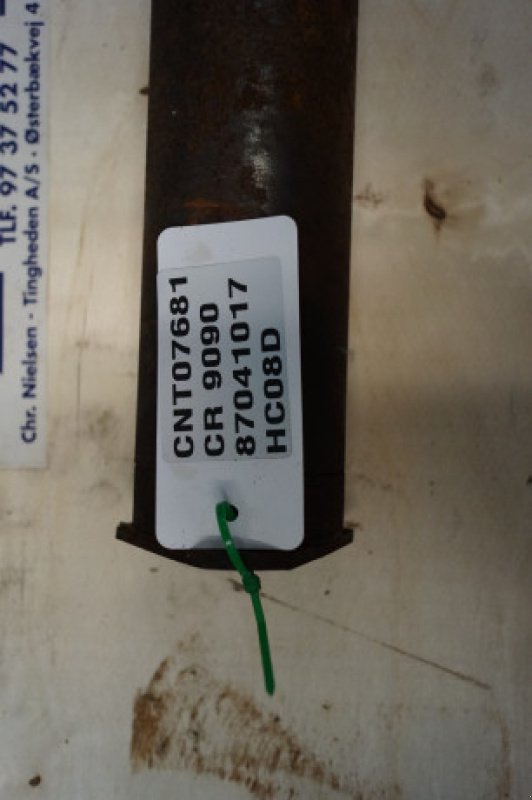 TLF. 97 37 52 77
Chr. Nielsen - Tingheden A/S - Østerbækvej 4
CNT07681
CR 9090
87041017
HC08D